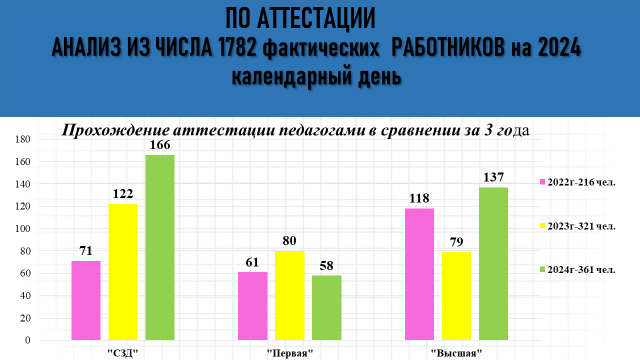 ПО АТТЕСТАЦИИ
АНАЛИЗ ИЗ ЧИСЛА 1782 фактических РАБОТНИКОВ на 2024
календарный день
Прохождение аттестации педагогами в сравнении за 3 года
180
160
140
120
100
80
60
40
20
0
71
122
166
61
80
58
118
79
137
"СЗД"
"Первая"
"Высшая"
2022г-216 чел.
2023г-321 чел.
2024г-361 чел.